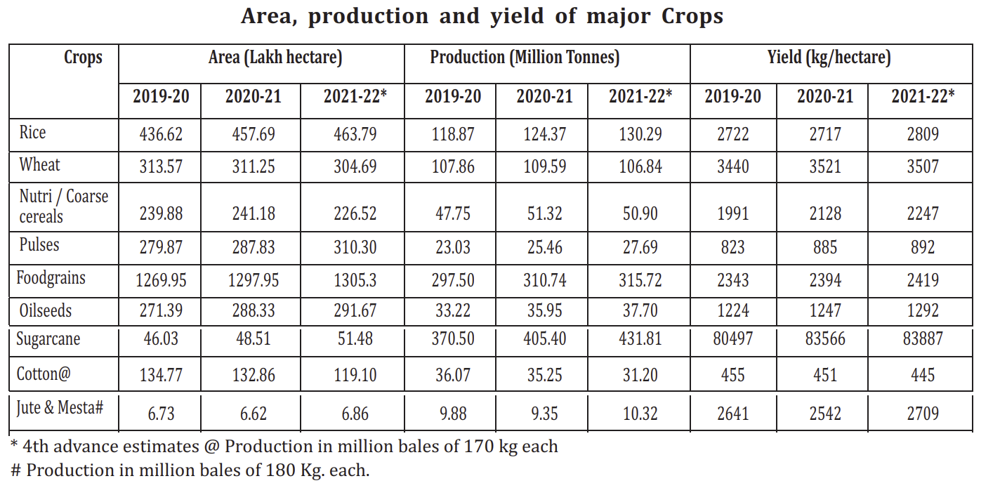 Area, production and yield of major Crops
Crops Area (Lakh hectare) Production (Million Tonnes) Yield (kg/hectare)
2019-20 2020-21 2021-22* 2019-20 2020-21 2021-22* 2019-20 2020-21 2021-22*
Rice 436.62 457.69 463.79 118.87 124.37 130.29 2722 2717 2809
Wheat 313.57 311.25 304.69 107.86 109.59 106.84 3440 3521 3507
Nutri / Coarse
cereals 239.88 241.18 226.52 47.75 51.32 50.90 1991 2128 2247
Pulses 279.87 287.83 310.30 23.03 25.46 27.69 823 885 892
Foodgrains 1269.95 1297.95 1305.3 297.50 310.74 315.72 2343 2394 2419
Oilseeds 271.39 288.33 291.67 33.22 35.95 37.70 1224 1247 1292
Sugarcane 46.03 48.51 51.48 370.50 405.40 431.81 80497 83566 83887
Cotton@ 134.77 132.86 119.10 36.07 35.25 31.20 455 451 445
Jute & Mesta# 6.73 6.62 6.86 9.88 9.35 10.32 2641 2542 2709
* 4th advance estimates @ Production in million bales of 170 kg each
# Production in million bales of 180 Kg. each.